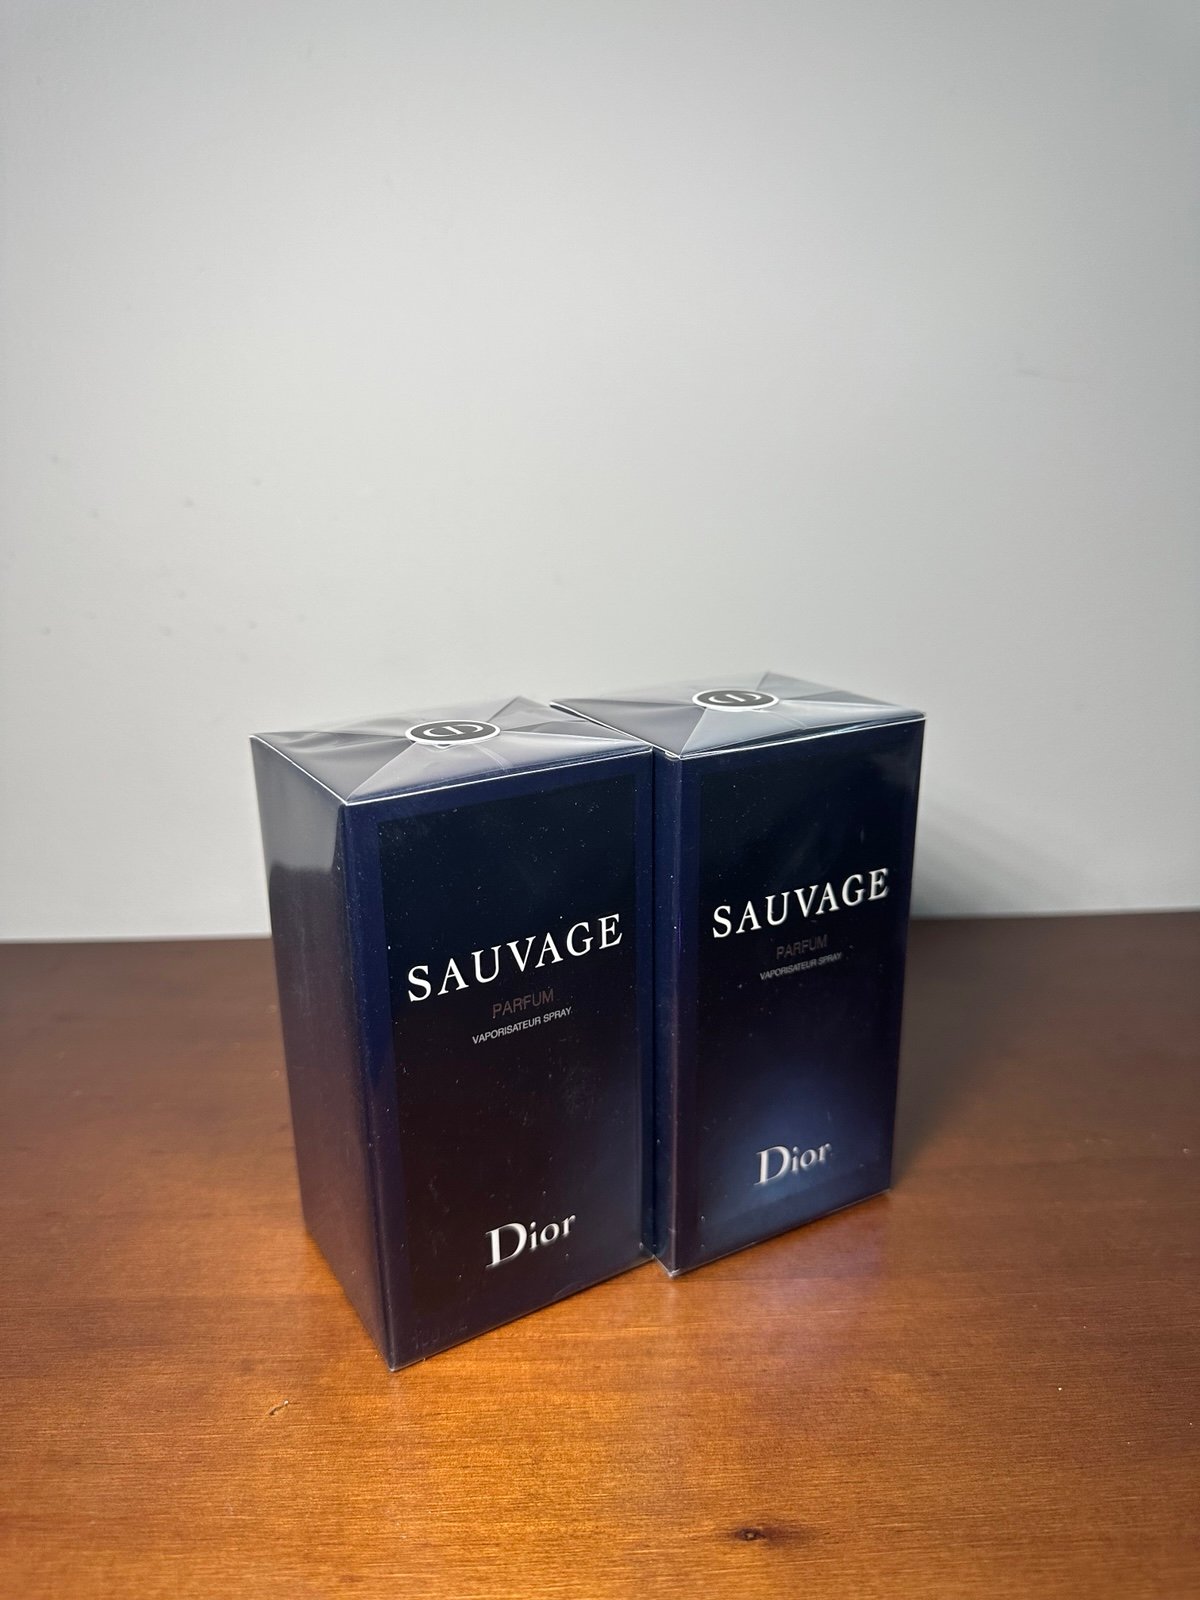 SAUVAGE
PARFUM
VAPORISATEUR SPRAY
Dior
SAUVAGE
PARFUM
VAPORISATEUR SPRAY
Dior